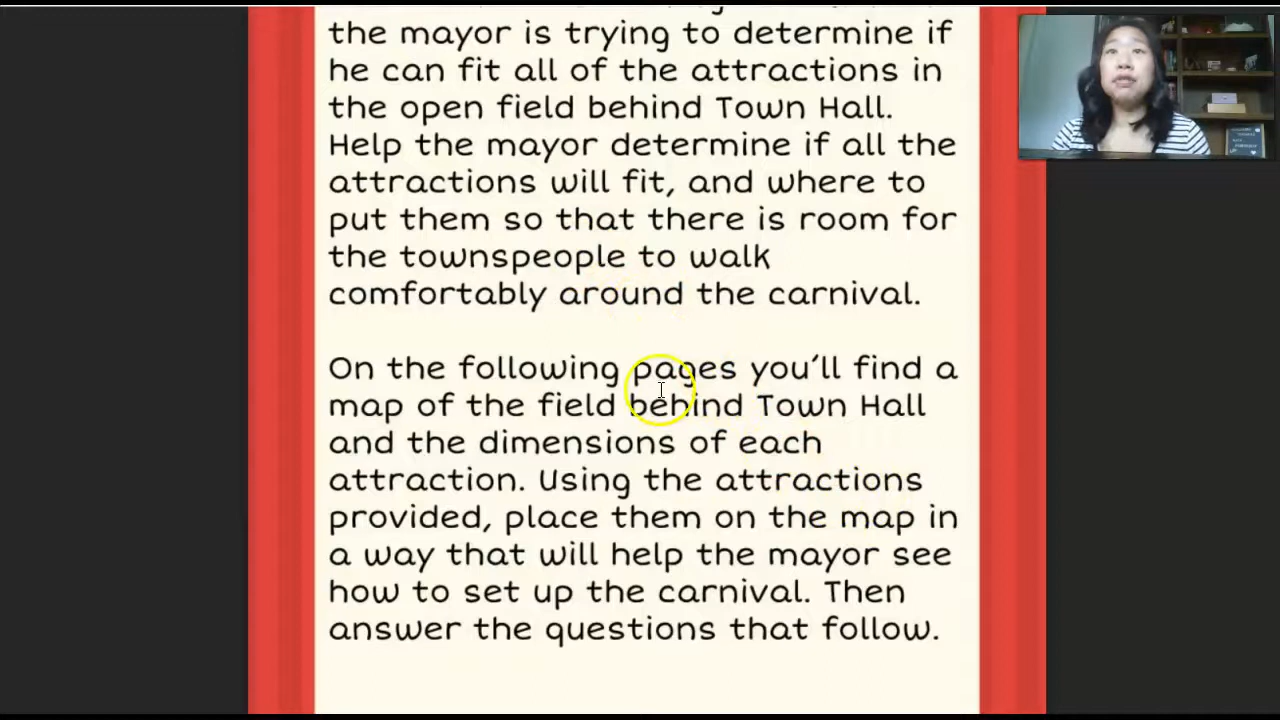 the mayor is trying to determine if
he can fit all of the attractions in
the open field behind Town Hall.
Help the mayor determine if all the
attractions will fit, and where to
put them so that there is room for
the townspeople to walk
comfortably around the carnival.
On the following pages you'll find a
map of the field behind Town Hall
and the dimensions of each
attraction. Using the attractions
provided, place them on the map in
a way that will help the mayor see
how to set up the carnival. Then
answer the questions that follow.